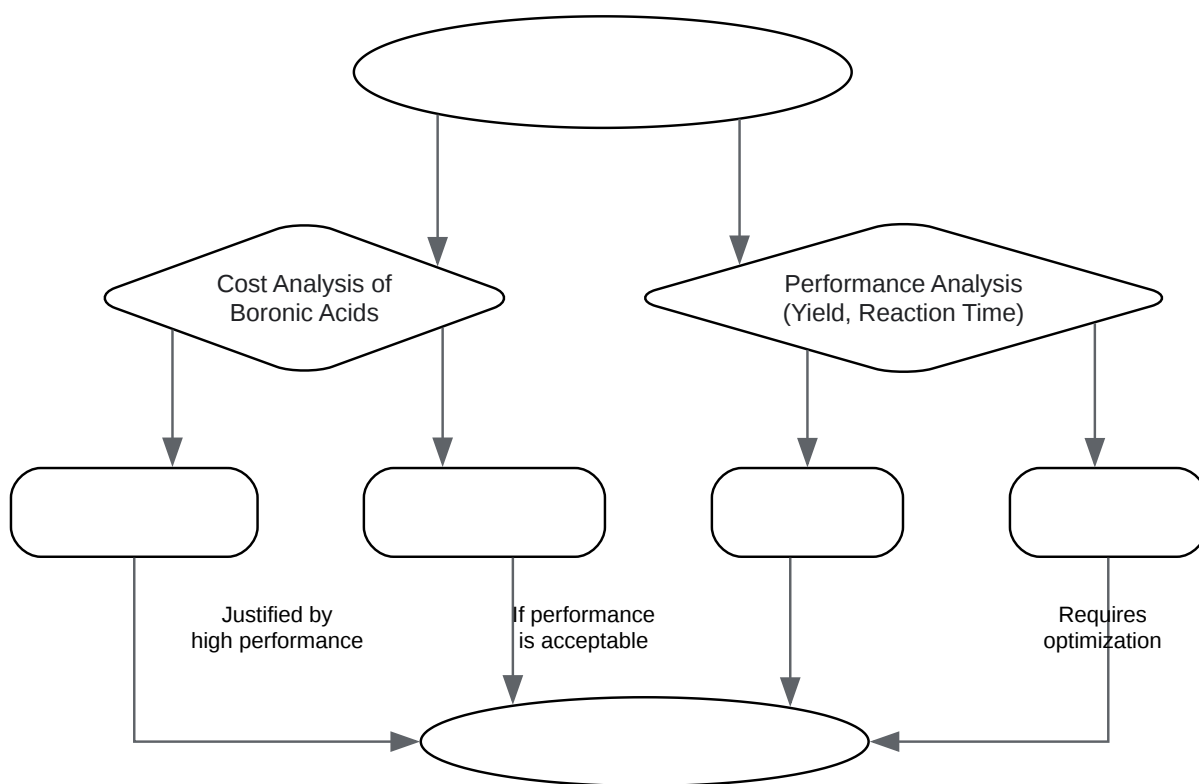 Cost Analysis of
Boronic Acids
Performance Analysis
(Yield, Reaction Time)
Justified by
high performance
If performance
is acceptable
Requires
optimization